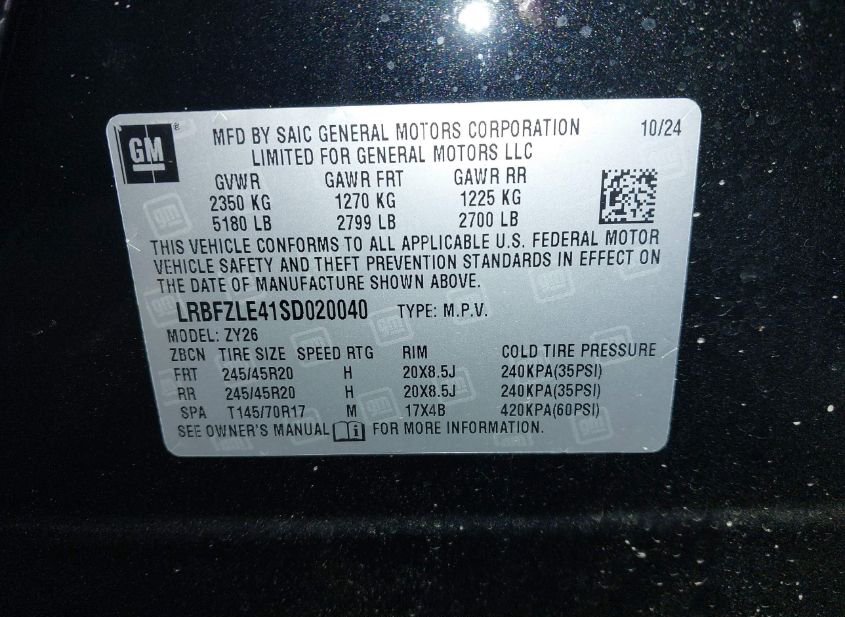 GM
®
MFD BY SAIC GENERAL MOTORS CORPORATION 10/24
LIMITED FOR GENERAL MOTORS LLC
GVWR GAWR FRT GAWR RR
2350 KG 1270 KG 1225 KG
5180 LB 2799 LB 2700 LB
THIS VEHICLE CONFORMS TO ALL APPLICABLE U.S. FEDERAL MOTOR
VEHICLE SAFETY AND THEFT PREVENTION STANDARDS IN EFFECT ON
THE DATE OF MANUFACTURE SHOWN ABOVE.
LRBFZLE41SD020040 TYPE: M.P.V.
MODEL: ZY26
ZBCN TIRE SIZE SPEED RTG RIM COLD TIRE PRESSURE
FRT 245/45R20 H 20X8.5J 240KPA(35PSI)
RR 245/45R20 H 20X8.5J 240KPA(35PSI)
SPA T145/70R17 M 17X4B 420KPA(60PSI)
SEE OWNER'S MANUAL i FOR MORE INFORMATION.